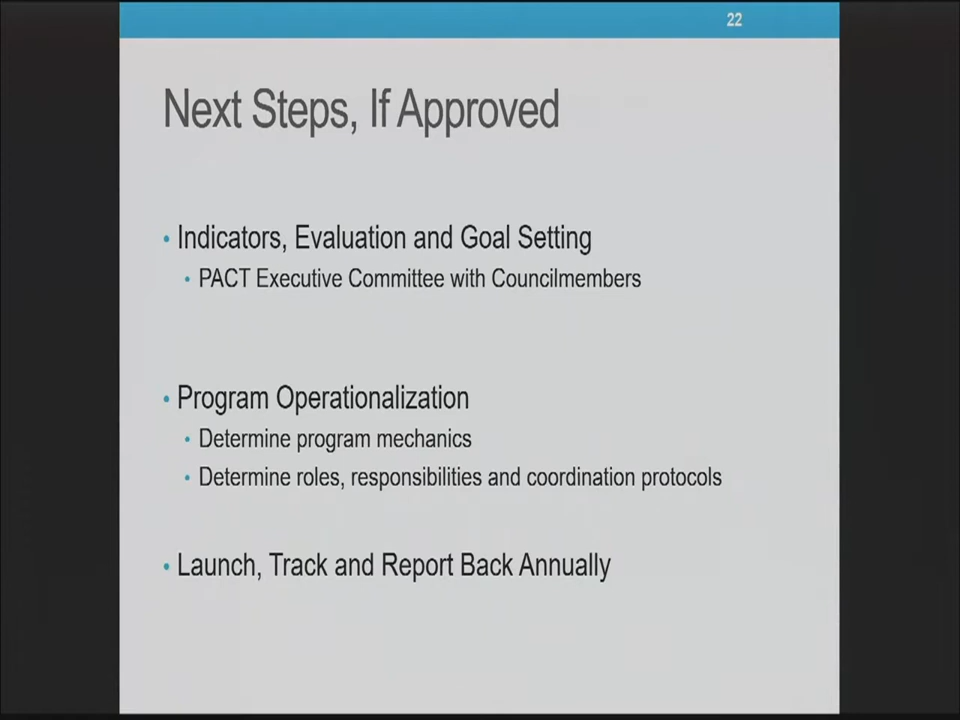 22
Next Steps, If Approved
• Indicators, Evaluation and Goal Setting
• PACT Executive Committee with Councilmembers
• Program Operationalization
• Determine program mechanics
• Determine roles, responsibilities and coordination protocols
• Launch, Track and Report Back Annually